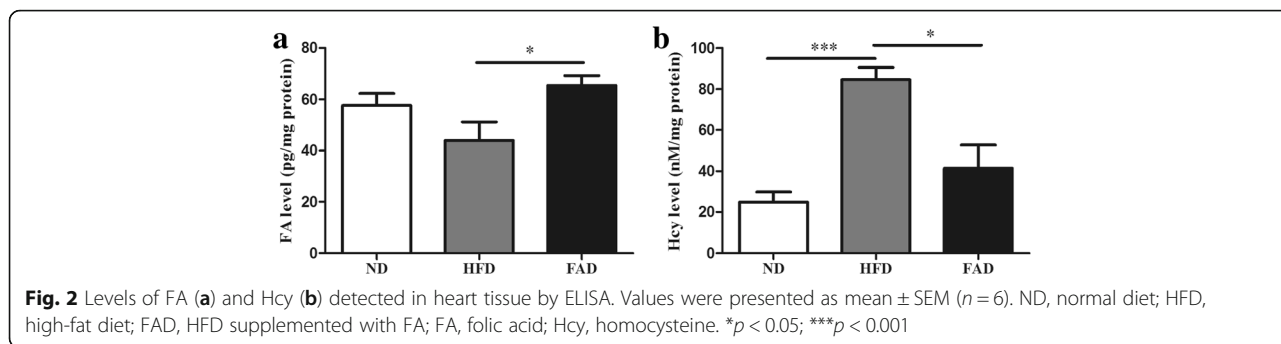 a
b
*
***
*
FA level (pg/mg protein)
80
60
40
20
0
ND HFD FAD
Hcy level (nM/mg protein)
100
80
60
40
20
0
ND HFD FAD
Fig. 2 Levels of FA (a) and Hcy (b) detected in heart tissue by ELISA. Values were presented as mean ± SEM (n = 6). ND, normal diet; HFD,
high-fat diet; FAD, HFD supplemented with FA; FA, folic acid; Hcy, homocysteine. *p < 0.05; ***p < 0.001